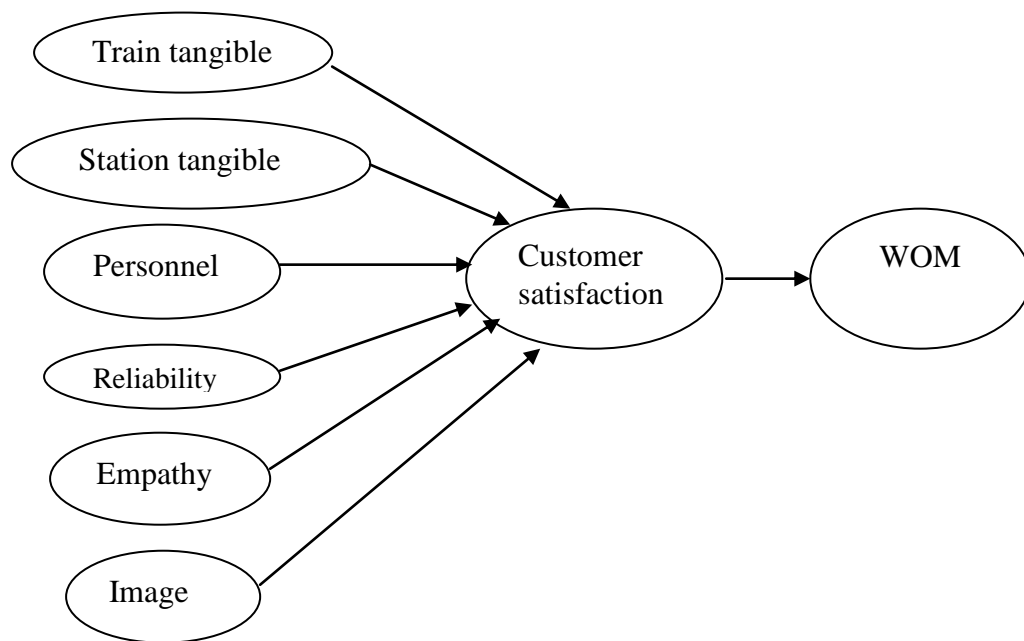 Train tangible
Station tangible
Personnel
Reliability
Empathy
Image
Customer
satisfaction
WOM